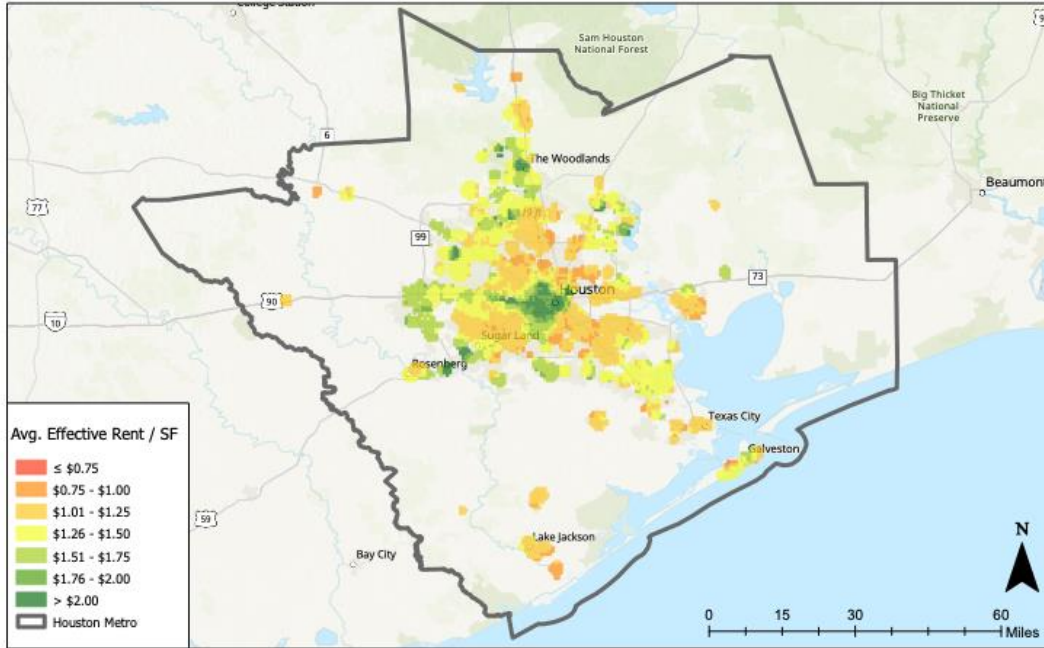 College Station
Sam Houston
National Forest
Big Thicket
National
Preserve
6
The Woodlands
Beaumont
77
99
73
Houston
90
10
Sugar Land
Rosenberg
Avg. Effective Rent / SF
≤ $0.75
$0.75 - $1.00
$1.01 - $1.25
$1.26 - $1.50
$1.51 - $1.75
$1.76 - $2.00
> $2.00
Houston Metro
Texas City
Galveston
59
Lake Jackson
Bay City
N
0 15 30 60
Miles